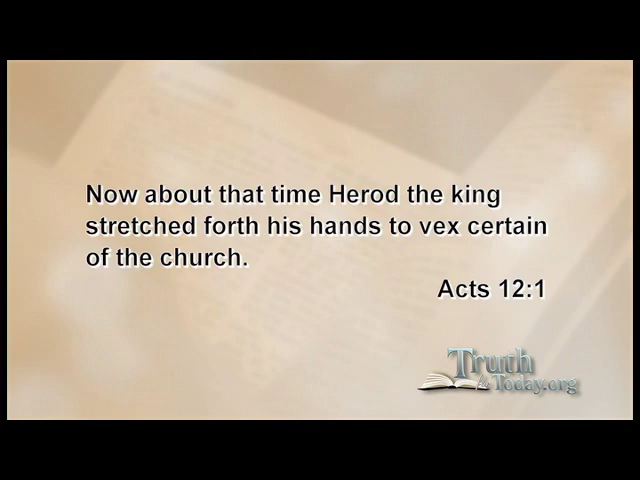 Now about that time Herod the king
stretched forth his hands to vex certain
of the church.
Acts 12:1
Truth
for Today.org